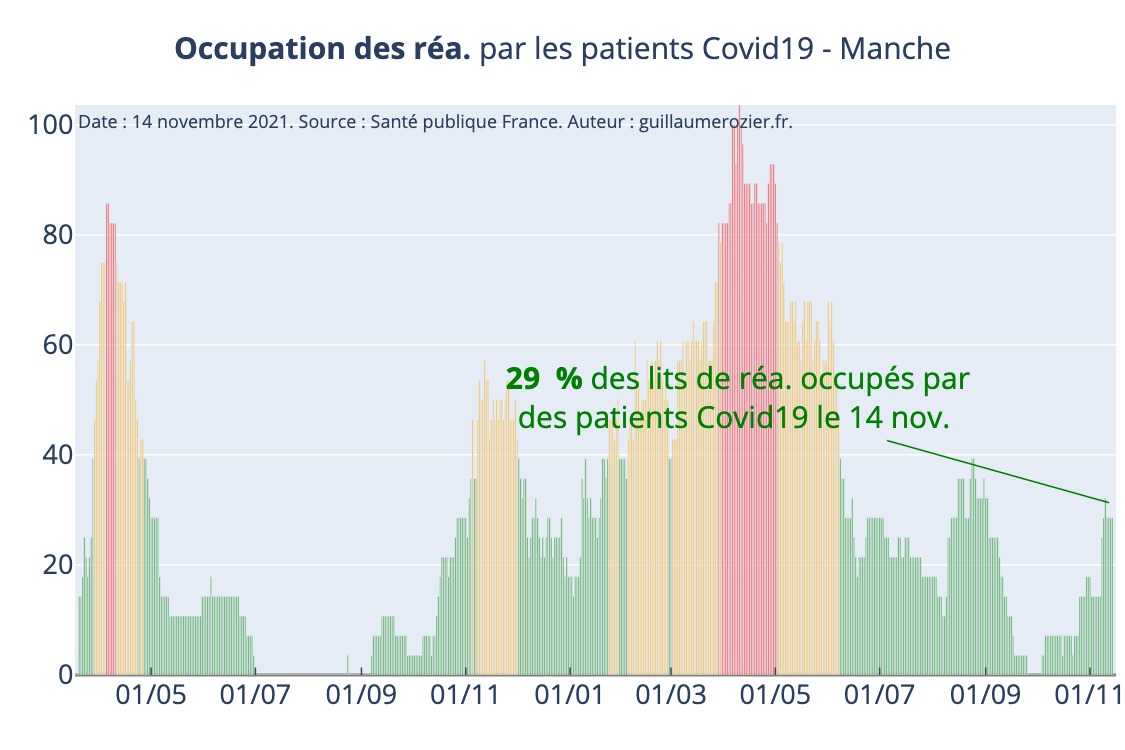 Occupation des réa. par les patients Covid19 - Manche
Date : 14 novembre 2021. Source : Santé publique France. Auteur : guillaumerozier.fr.
100
80
60
40
20
0
29 % des lits de réa. occupés par
des patients Covid19 le 14 nov.
01/05 01/07 01/09 01/11 01/01 01/03 01/05 01/07 01/09 01/11